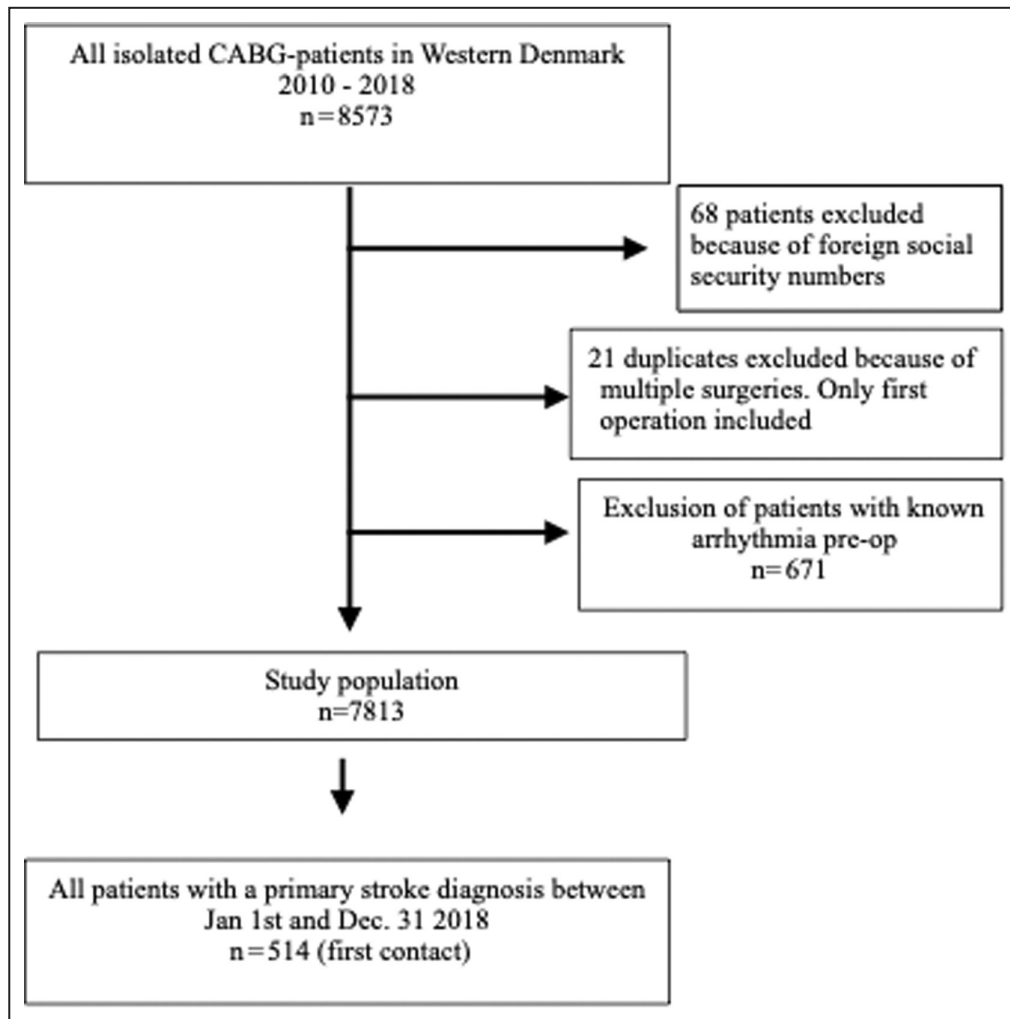 All isolated CABG-patients in Western Denmark
2010 - 2018
n=8573
68 patients excluded
because of foreign social
security numbers
21 duplicates excluded because of
multiple surgeries. Only first
operation included
Exclusion of patients with known
arrhythmia pre-op
n=671
Study population
n=7813
All patients with a primary stroke diagnosis between
Jan 1st and Dec. 31 2018
n=514 (first contact)